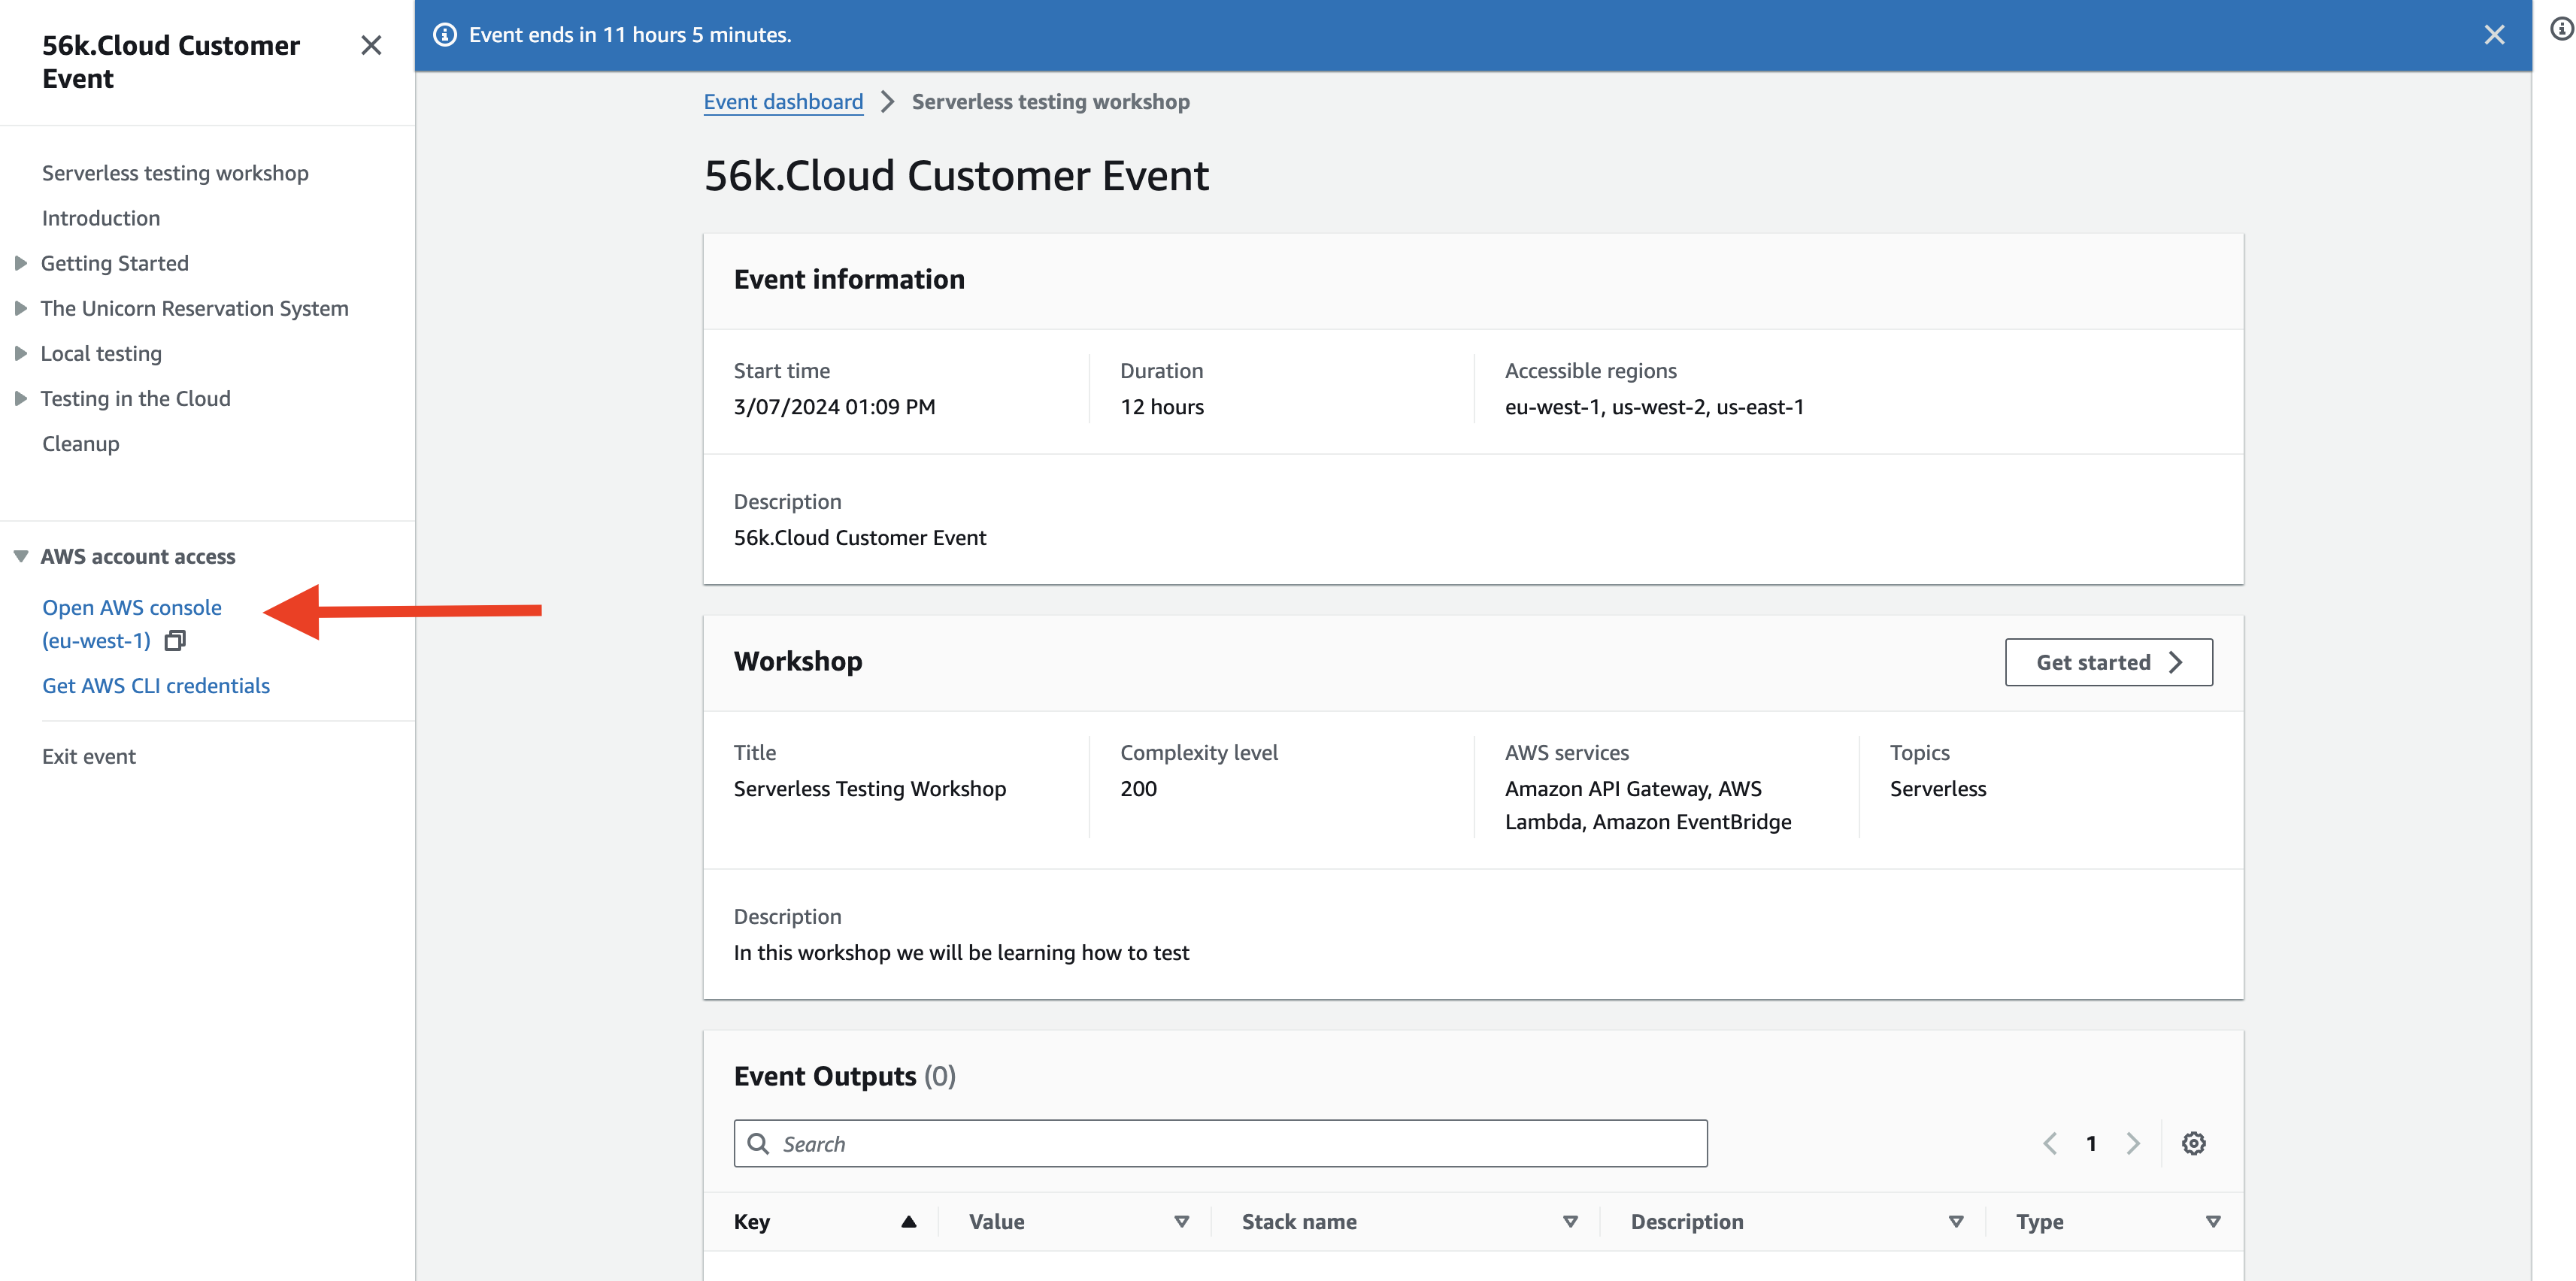 56k.Cloud Customer
Event
Serverless testing workshop
Introduction
Getting Started
The Unicorn Reservation System
Local testing
Testing in the Cloud
Cleanup
AWS account access
Open AWS console
(eu-west-1)
Get AWS CLI credentials
Exit event
Event ends in 11 hours 5 minutes.
Event dashboard Serverless testing workshop
56k.Cloud Customer Event
Event information
Start time Duration Accessible regions
3/07/2024 01:09 PM 12 hours eu-west-1, us-west-2, us-east-1
Description
56k.Cloud Customer Event
Workshop Get started
Title Complexity level AWS services Topics
Serverless Testing Workshop 200 Amazon API Gateway, AWS Serverless
Lambda, Amazon EventBridge
Description
In this workshop we will be learning how to test
Event Outputs (0)
Search 1
Key Value Stack name Description Type